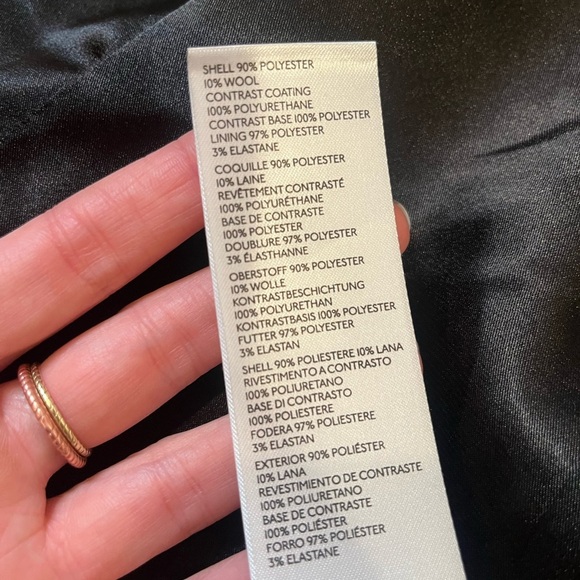 SHELL 90% POLYESTER
10% WOOL
CONTRAST COATING
100% POLYURETHANE
CONTRAST BASE 100% POLYESTER
LINING 97% POLYESTER
3% ELASTANE
COQUILLE 90% POLYESTER
10% LAINE
REVÊTEMENT CONTRASTÉ
100% POLYURÉTHANE
BASE DE CONTRASTE
100% POLYESTER
DOUBLURE 97% POLYESTER
3% ÉLASTHANNE
OBERSTOFF 90% POLYESTER
10% WOLLE
KONTRASTBESCHICHTUNG
100% POLYURETHAN
KONTRASTBASIS 100% POLYESTER
FUTTER 97% POLYESTER
3% ELASTAN
SHELL 90% POLIESTERE 10% LANA
RIVESTIMENTO A CONTRASTO
100% POLIURETANO
BASE DI CONTRASTO
100% POLIESTERE
FODERA 97% POLIESTERE
3% ELASTAN
EXTERIOR 90% POLIÉSTER
10% LANA
REVESTIMIENTO DE CONTRASTE
100% POLIURETANO
BASE DE CONTRASTE
100% POLIÉSTER
FORRO 97% POLIÉSTER
3% ELASTANE